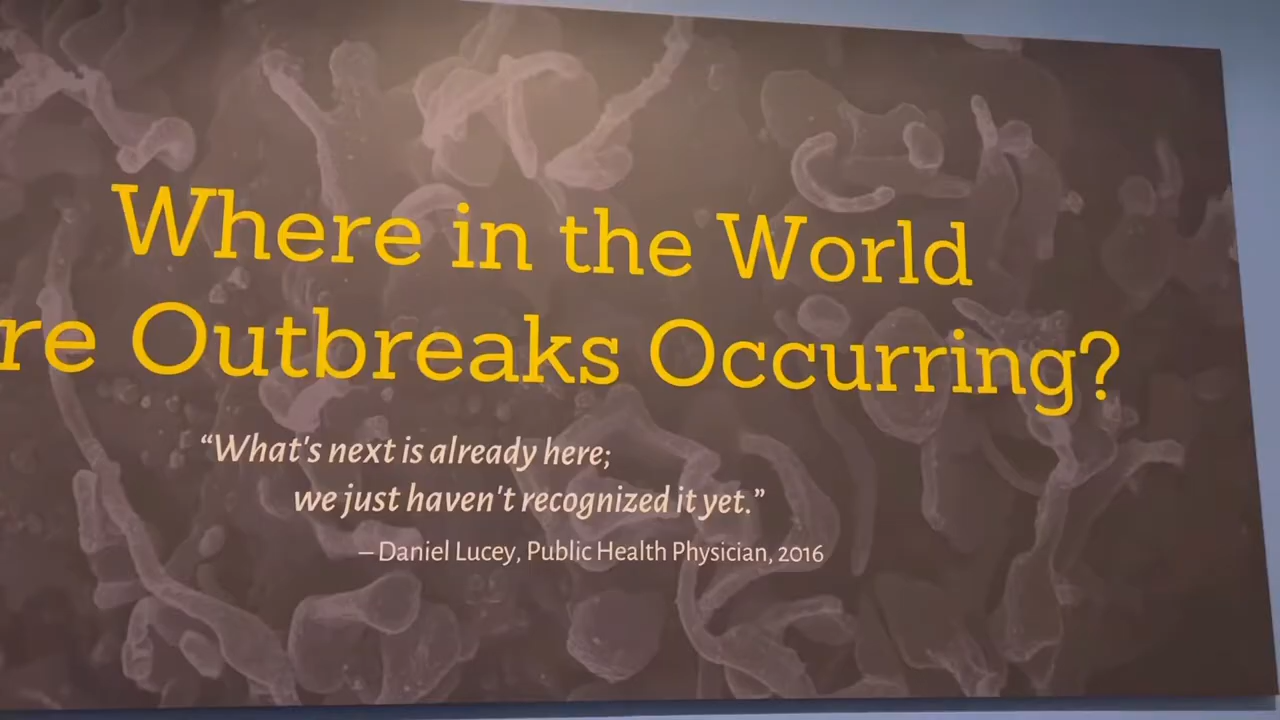 Where in the World
re Outbreaks Occurring?
“What's next is already here;
we just haven't recognized it yet.”
– Daniel Lucey, Public Health Physician, 2016